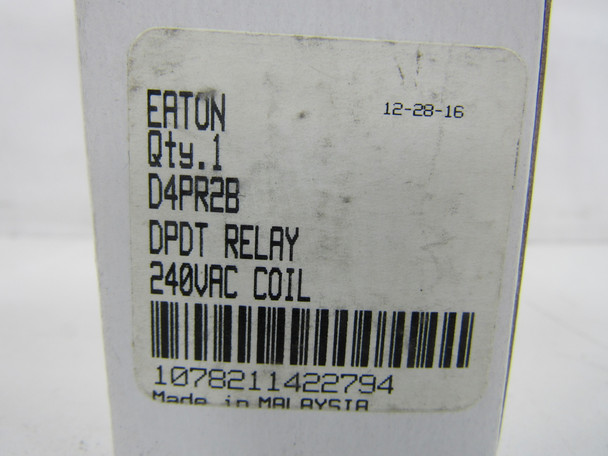 EATON 12-28-16
Qty.1
D4PR2B
DPDT RELAY
240VAC COIL
1078211422794
Made in MALAYSIA